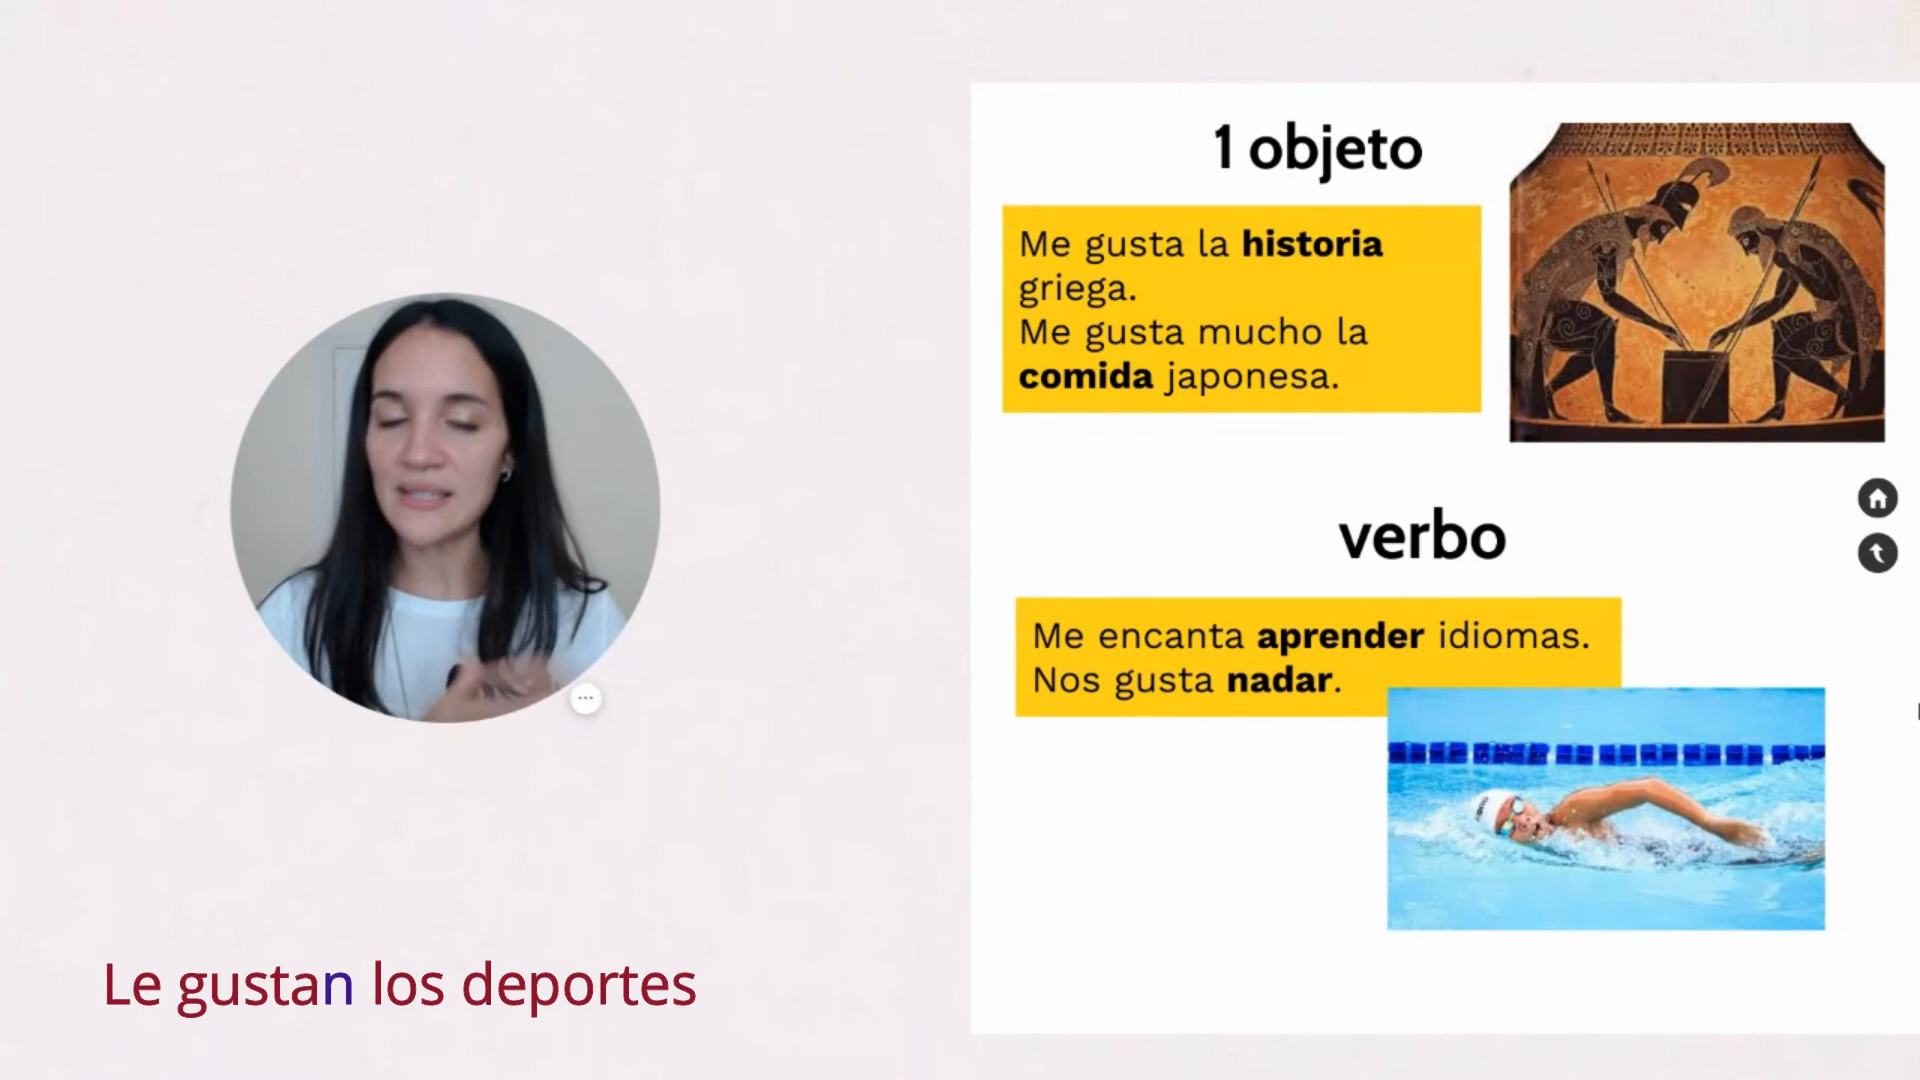 1 objeto
Me gusta la historia
griega.
Me gusta mucho la
comida japonesa.
verbo
Me encanta aprender idiomas.
Nos gusta nadar.
Le gustan los deportes